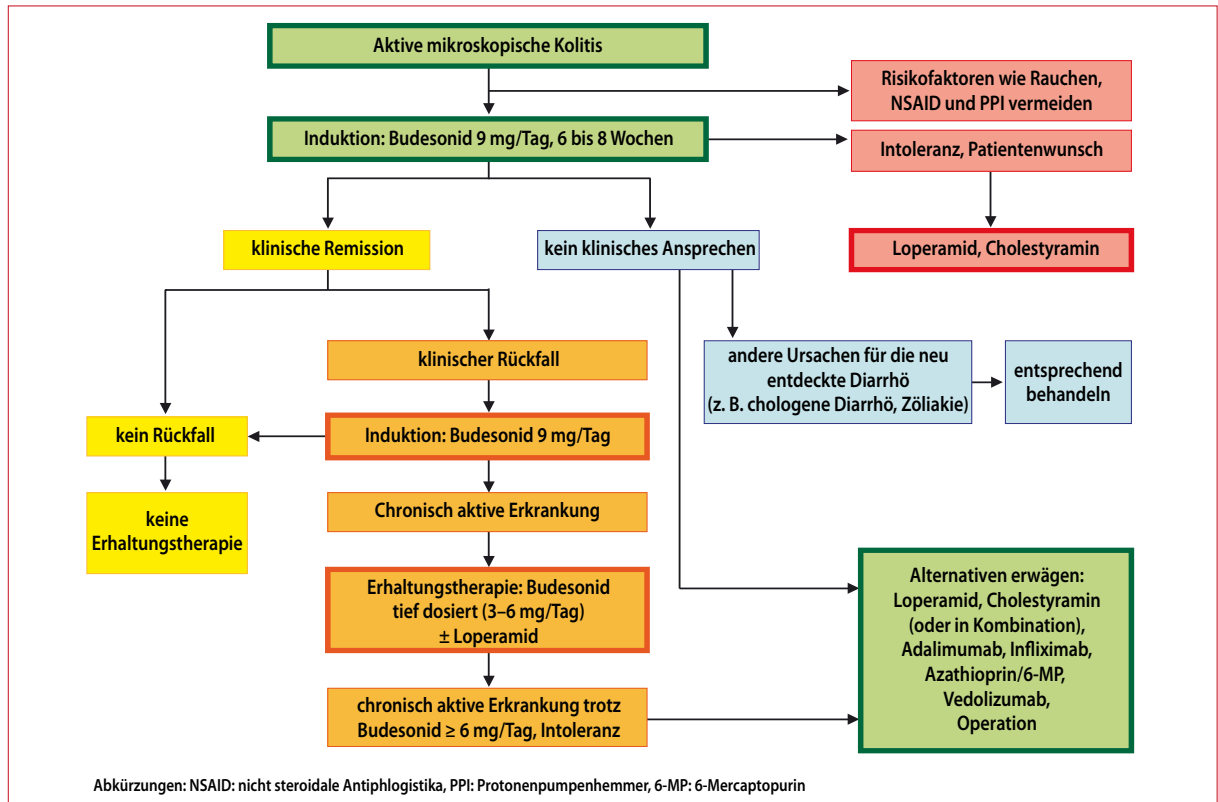 Aktive mikroskopische Kolitis
Risikofaktoren wie Rauchen,
NSAID und PPI vermeiden
Induktion: Budesonid 9 mg/Tag, 6 bis 8 Wochen
Intoleranz, Patientenwunsch
Loperamid, Cholestyramin
klinische Remission
kein klinisches Ansprechen
klinischer Rückfall
andere Ursachen für die neu
entdeckte Diarrhö
(z. B. chologene Diarrhö, Zöliakie)
entsprechend
behandeln
kein Rückfall
Induktion: Budesonid 9 mg/Tag
keine
Erhaltungstherapie
Chronisch aktive Erkrankung
Erhaltungstherapie: Budesonid
tief dosiert (3–6 mg/Tag)
± Loperamid
Alternativen erwägen:
Loperamid, Cholestyramin
(oder in Kombination),
Adalimumab, Infliximab,
Azathioprin/6-MP,
Vedolizumab,
Operation
chronisch aktive Erkrankung trotz
Budesonid ≥ 6 mg/Tag, Intoleranz
Abkürzungen: NSAID: nicht steroidale Antiphlogistika, PPI: Protonenpumpenhemmer, 6-MP: 6-Mercaptopurin